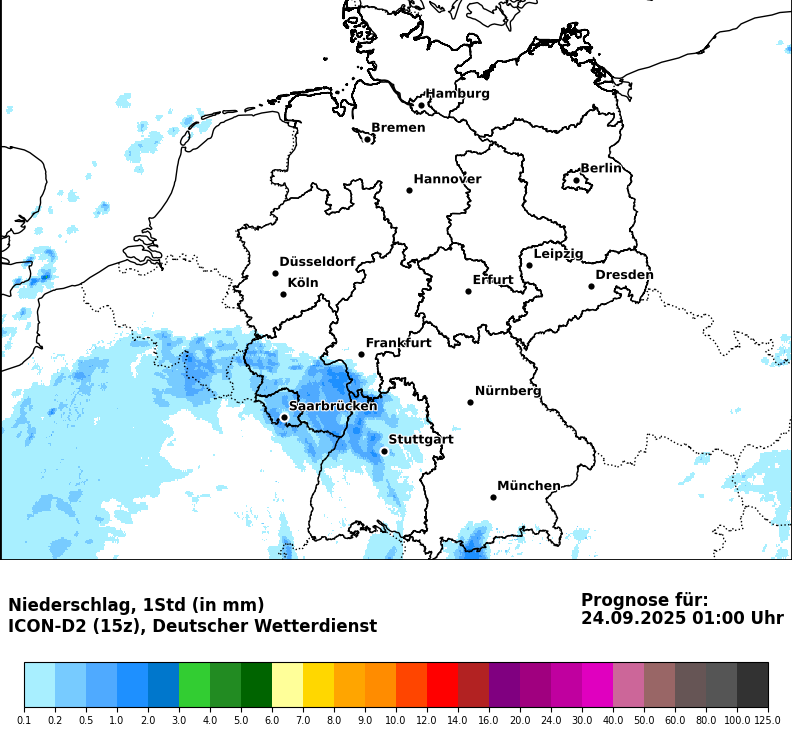 Hamburg
Bremen
Berlin
Hannover
Leipzig
Düsseldorf
Dresden
Köln
Erfurt
Frankfurt
Nürnberg
Saarbrücken
Stuttgart
München
Niederschlag, 1Std (in mm)
ICON-D2 (15z), Deutscher Wetterdienst
Prognose für:
24.09.2025 01:00 Uhr
0.1 0.2 0.5 1.0 2.0 3.0 4.0 5.0 6.0 7.0 8.0 9.0 10.0 12.0 14.0 16.0 20.0 24.0 30.0 40.0 50.0 60.0 80.0 100.0 125.0